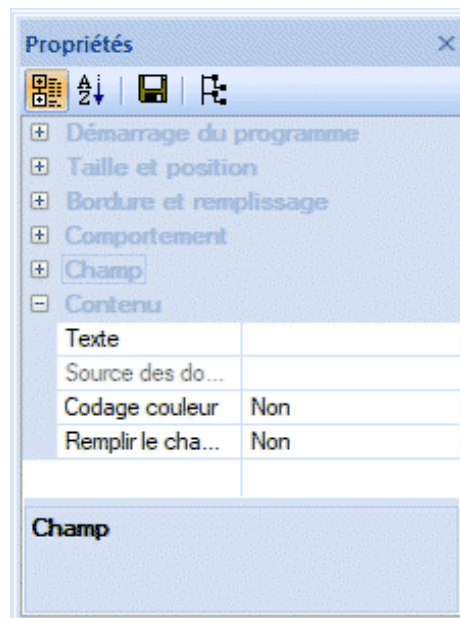 Propriétés
Démarrage du programme
Taille et position
Bordure et remplissage
Comportement
Champ
Contenu
Texte
Source des do...
Codage couleur Non
Remplir le cha... Non
Champ